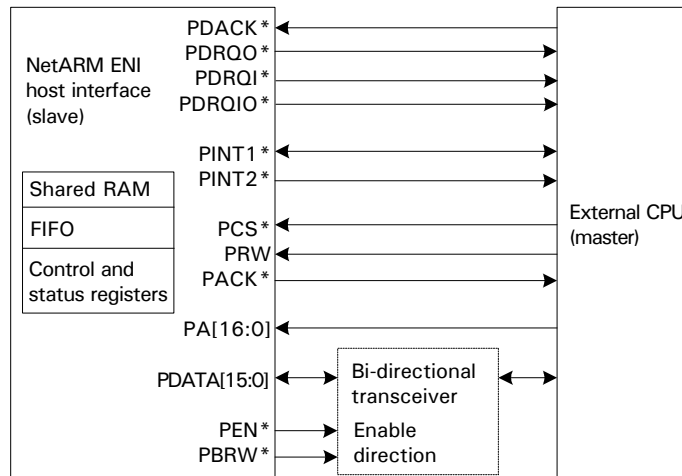 NetARM ENI
host interface
(slave)
PDACK*
PDRQO*
PDRQI*
PDRQIO*
PINT1*
PINT2*
Shared RAM
FIFO
Control and
status registers
PCS*
PRW
PACK*
PA[16:0]
PDATA[15:0]
PEN*
PBRW*
Bi-directional
transceiver
Enable
direction
External CPU
(master)